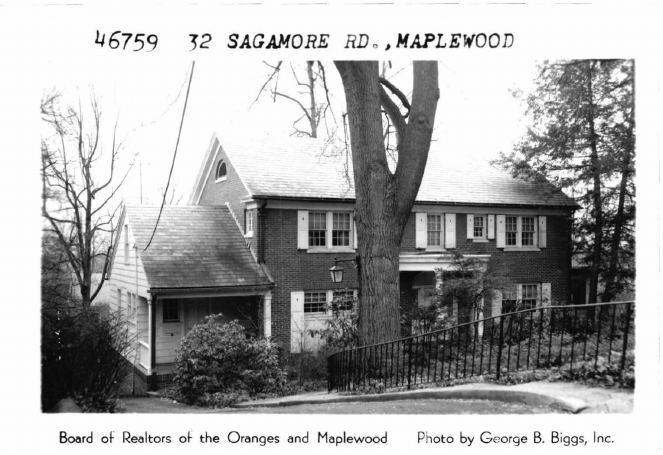 46759 32 SAGAMORE RD., MAPLEWOOD
Board of Realtors of the Oranges and Maplewood Photo by George B. Biggs, Inc.